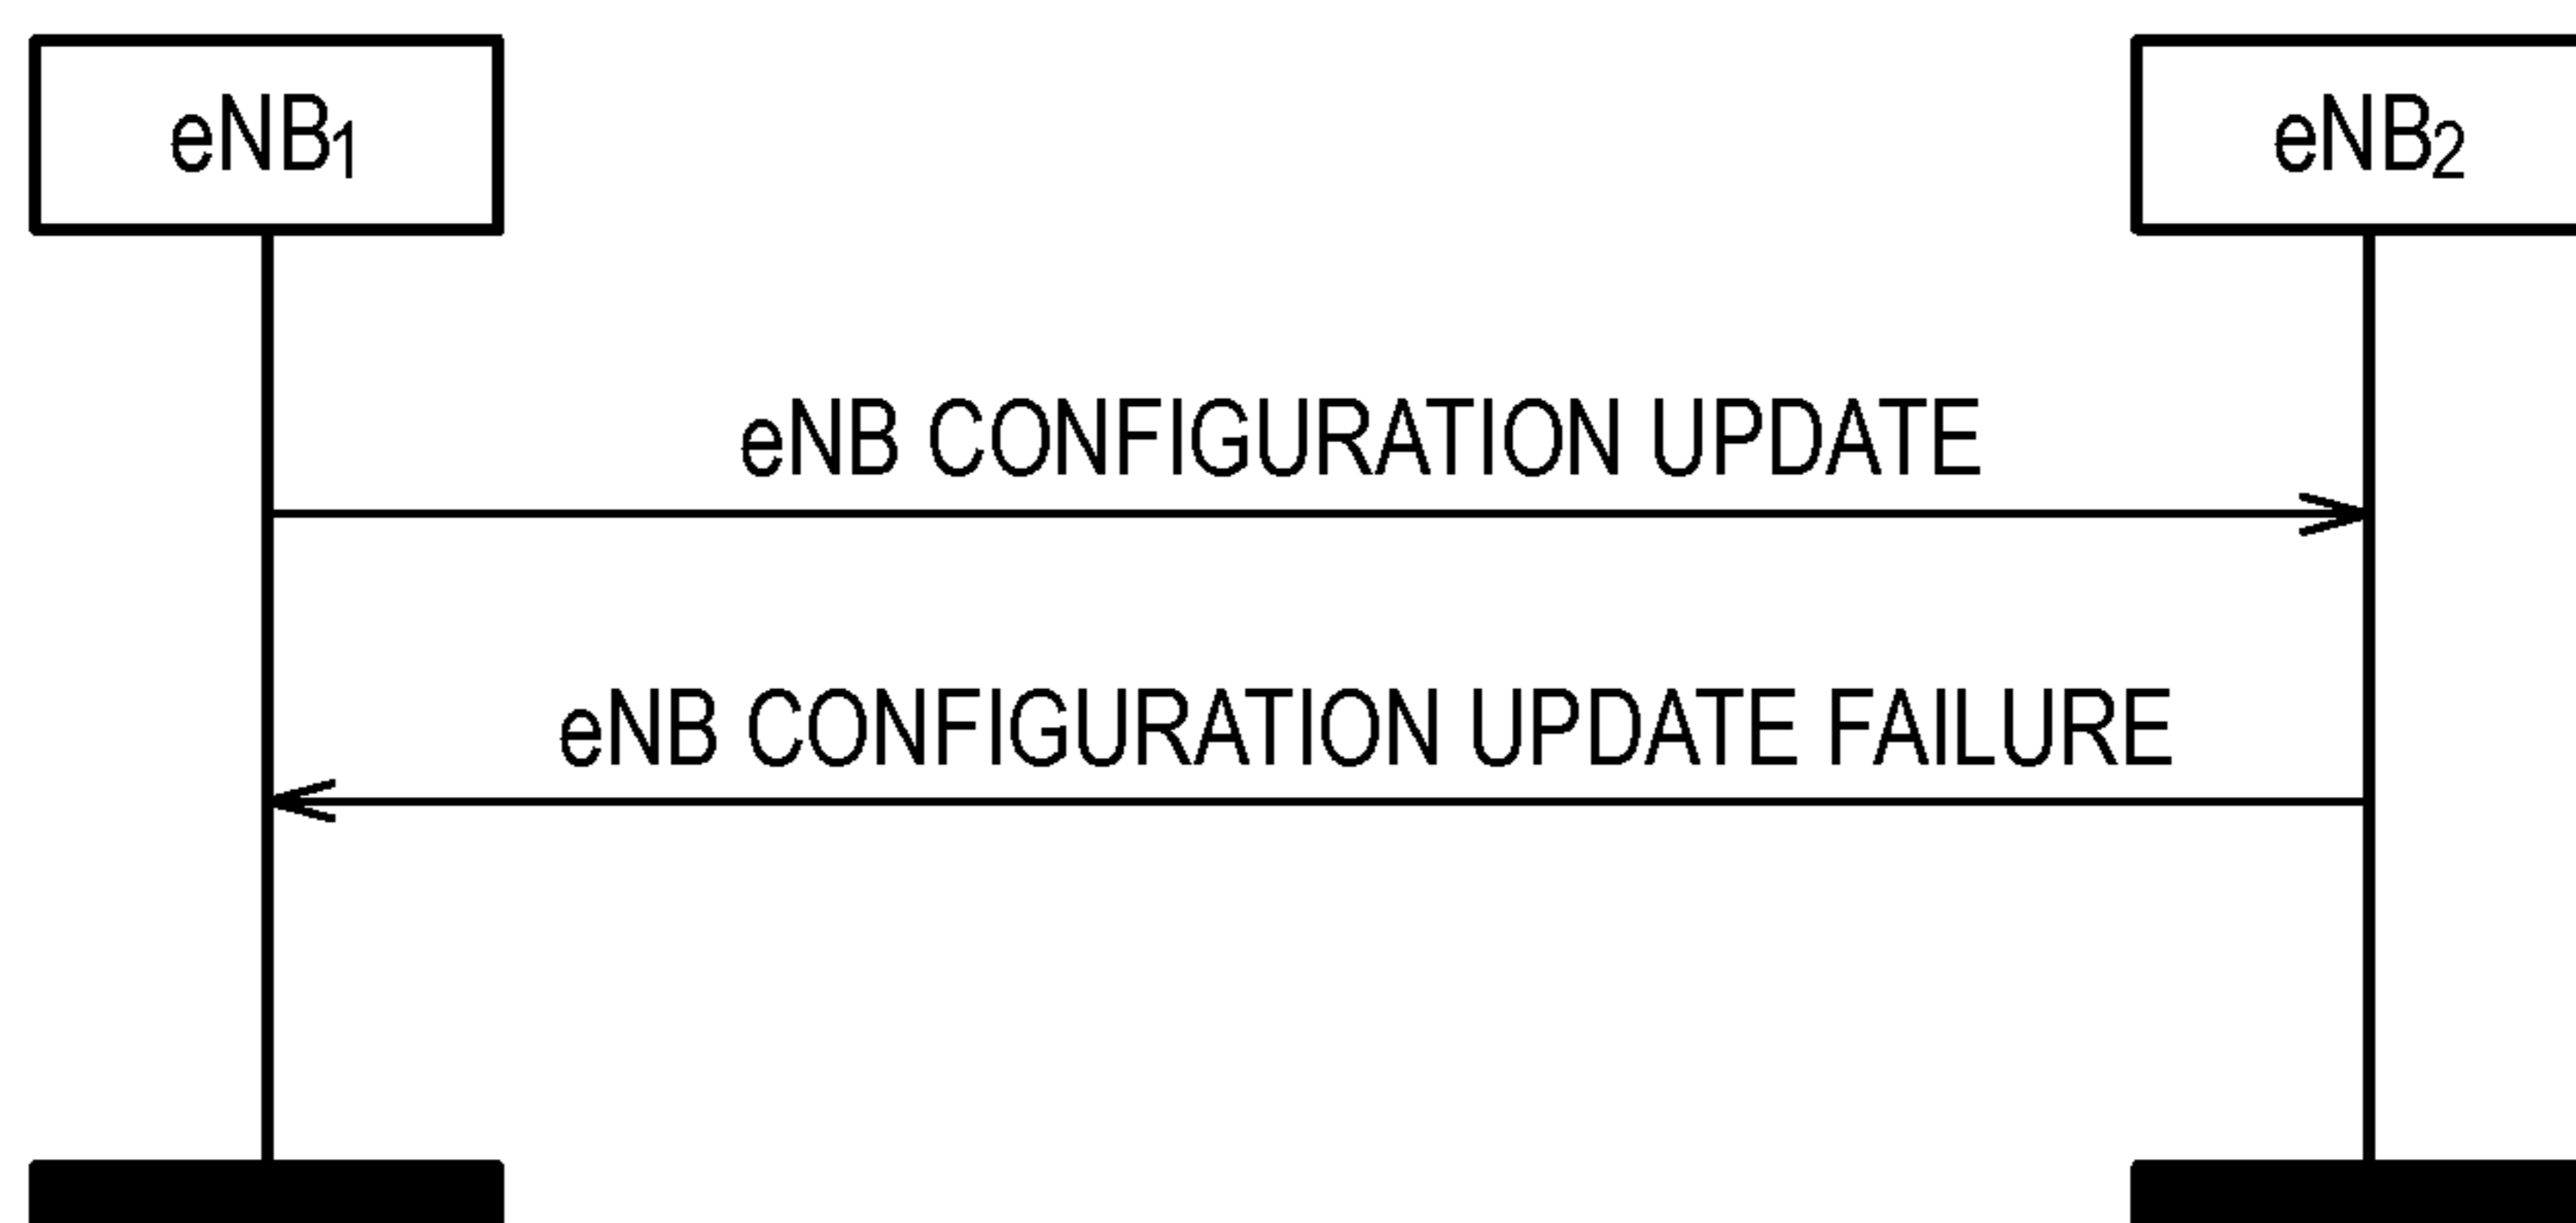 eNB1
eNB2
eNB CONFIGURATION UPDATE
eNB CONFIGURATION UPDATE FAILURE